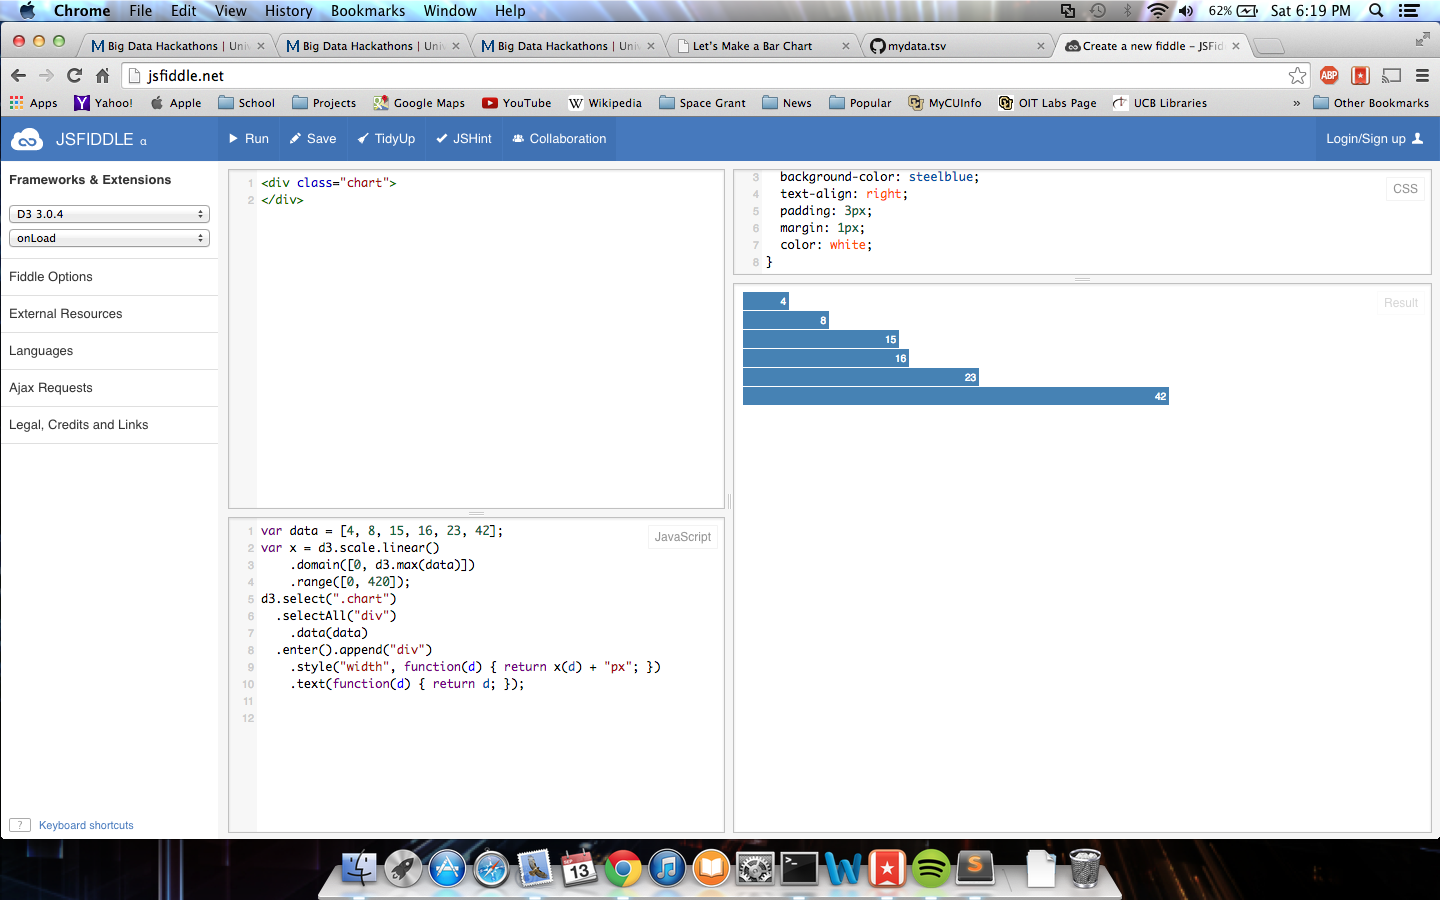 Chrome File Edit View History Bookmarks Window Help 62% Sat 6:19 PM
Big Data Hackathons | Univ Big Data Hackathons | Univ Big Data Hackathons | Univ Let's Make a Bar Chart mydata.tsv Create a new fiddle - JSFid
jsfiddle.net ABP
Apps Yahoo! Apple School Projects Google Maps YouTube Wikipedia Space Grant News Popular MyCUInfo OIT Labs Page UCB Libraries » Other Bookmarks
JSFIDDLE α Run Save TidyUp JSHint Collaboration Login/Sign up
Frameworks & Extensions
D3 3.0.4
onLoad
Fiddle Options
External Resources
Languages
Ajax Requests
Legal, Credits and Links
? Keyboard shortcuts
1 <div class="chart">
2 </div>
JavaScript
1 var data = [4, 8, 15, 16, 23, 42];
2 var x = d3.scale.linear()
3 .domain([0, d3.max(data)])
4 .range([0, 420]);
5 d3.select(".chart")
6 .selectAll("div")
7 .data(data)
8 .enter().append("div")
9 .style("width", function(d) { return x(d) + "px"; })
10 .text(function(d) { return d; });
11
12
CSS
3 background-color: steelblue;
4 text-align: right;
5 padding: 3px;
6 margin: 1px;
7 color: white;
8 }
Result
4
8
15
16
23
42
SEP
13